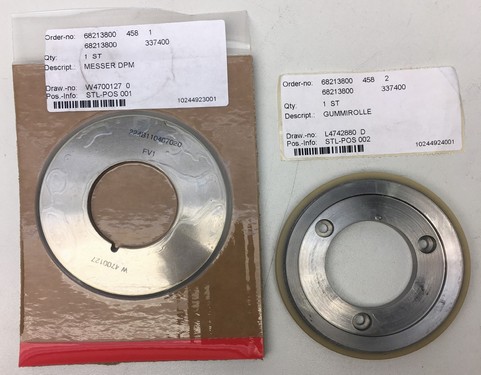 Order-no: 68213800 458 1
68213800 337400
Qty: 1 ST
Descript.: MESSER DPM
Draw.-no: W4700127 0
Pos.-Info: STL-POS 001
10244923001
EV1
W 4700127
Order-no: 68213800 458 2
68213800 337400
Qty: 1 ST
Descript.: GUMMIROLLE
Draw.-no: L4742880 D
Pos.-Info: STL-POS 002
10244924001